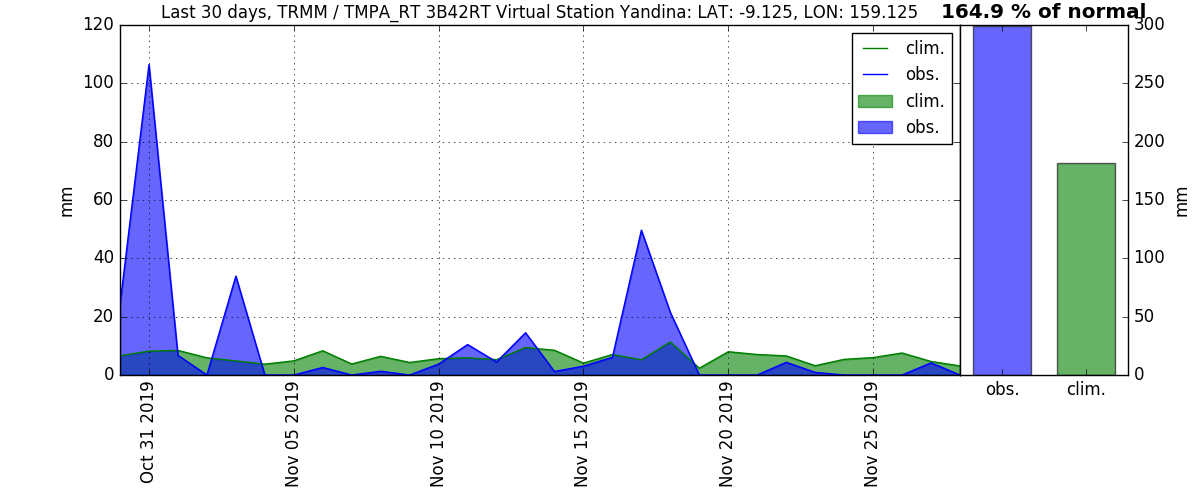 Last 30 days, TRMM / TMPA_RT 3B42RT Virtual Station Yandina: LAT: -9.125, LON: 159.125
164.9 % of normal
120
100
80
60
40
20
0
mm
clim.
obs.
clim.
obs.
300
250
200
150
100
50
0
mm
Oct 31 2019
Nov 05 2019
Nov 10 2019
Nov 15 2019
Nov 20 2019
Nov 25 2019
obs.
clim.